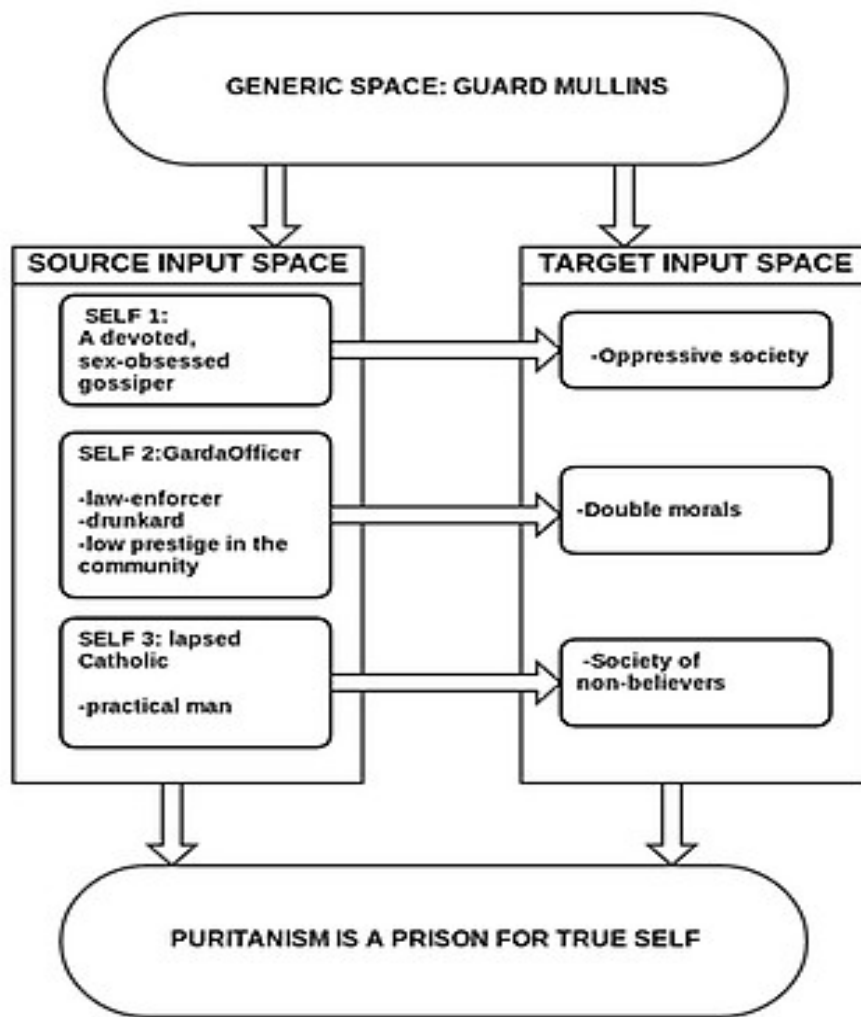 GENERIC SPACE: GUARD MULLINS
SOURCE INPUT SPACE
SELF 1:
A devoted,
sex-obsessed
gossiper
SELF 2:GardaOfficer
-law-enforcer
-drunkard
-low prestige in the
community
SELF 3: lapsed
Catholic
-practical man
TARGET INPUT SPACE
-Oppressive society
-Double morals
-Society of
non-believers
PURITANISM IS A PRISON FOR TRUE SELF